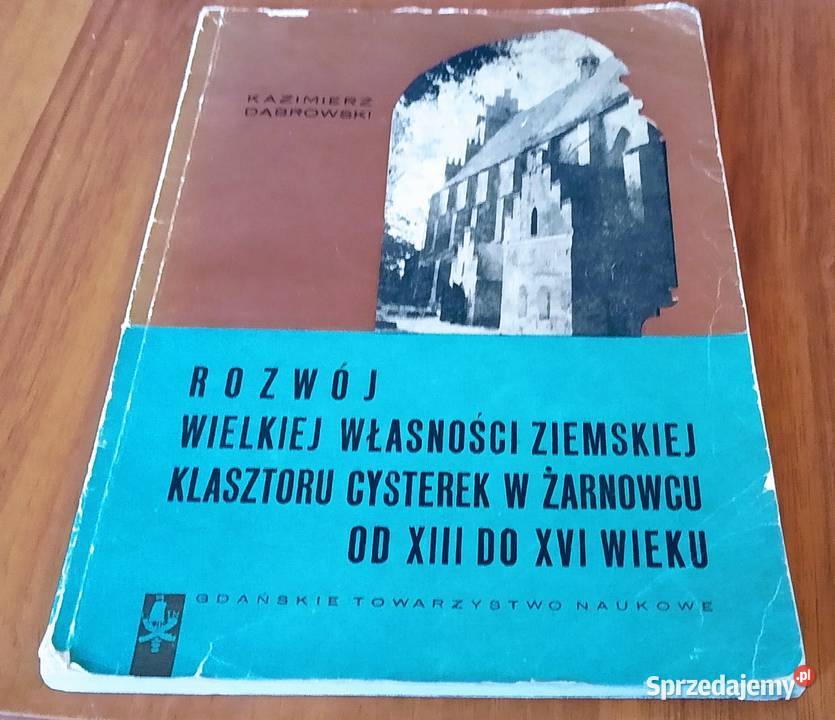 KAZIMIERZ
DĄBROWSKI
ROZWÓJ
WIELKIEJ WŁASNOŚCI ZIEMSKIEJ
KLASZTORU CYSTEREK W ŻARNOWCU
OD XIII DO XVI WIEKU
GDAŃSKIE TOWARZYSTWO NAUKOWE
Sprzedajemy.pl